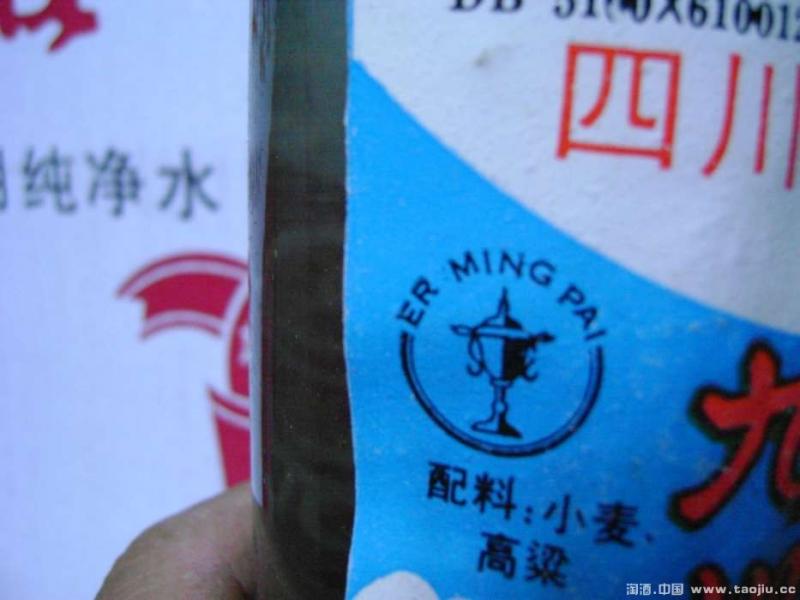 纯净水
四川
ER MING PAI
配料:小麦、
高粱
九
淘酒.中国 www.taojiu.cc